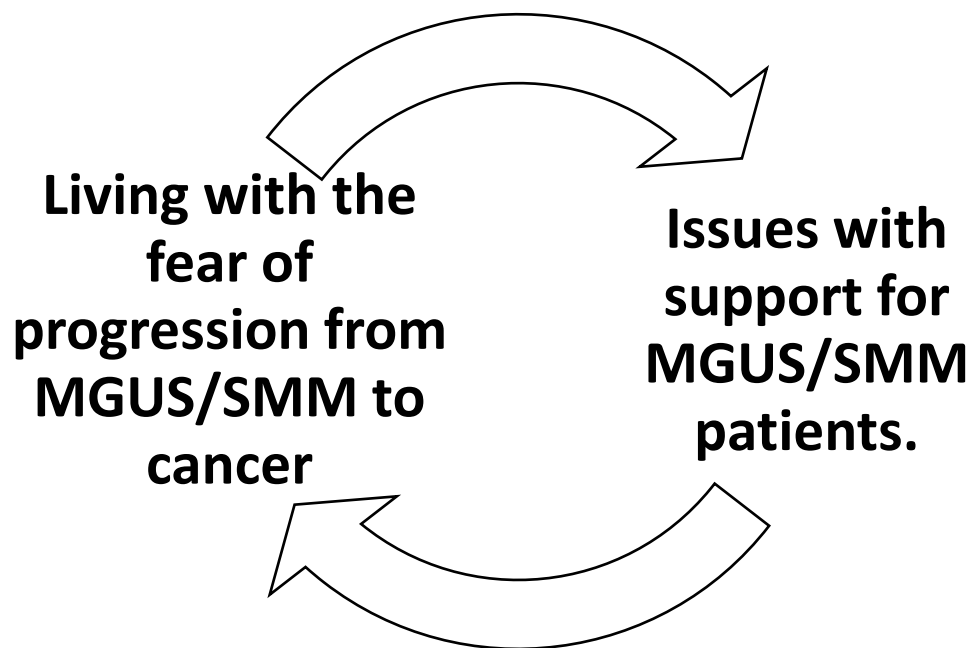 Living with the
fear of
progression from
MGUS/SMM to
cancer
Issues with
support for
MGUS/SMM
patients.